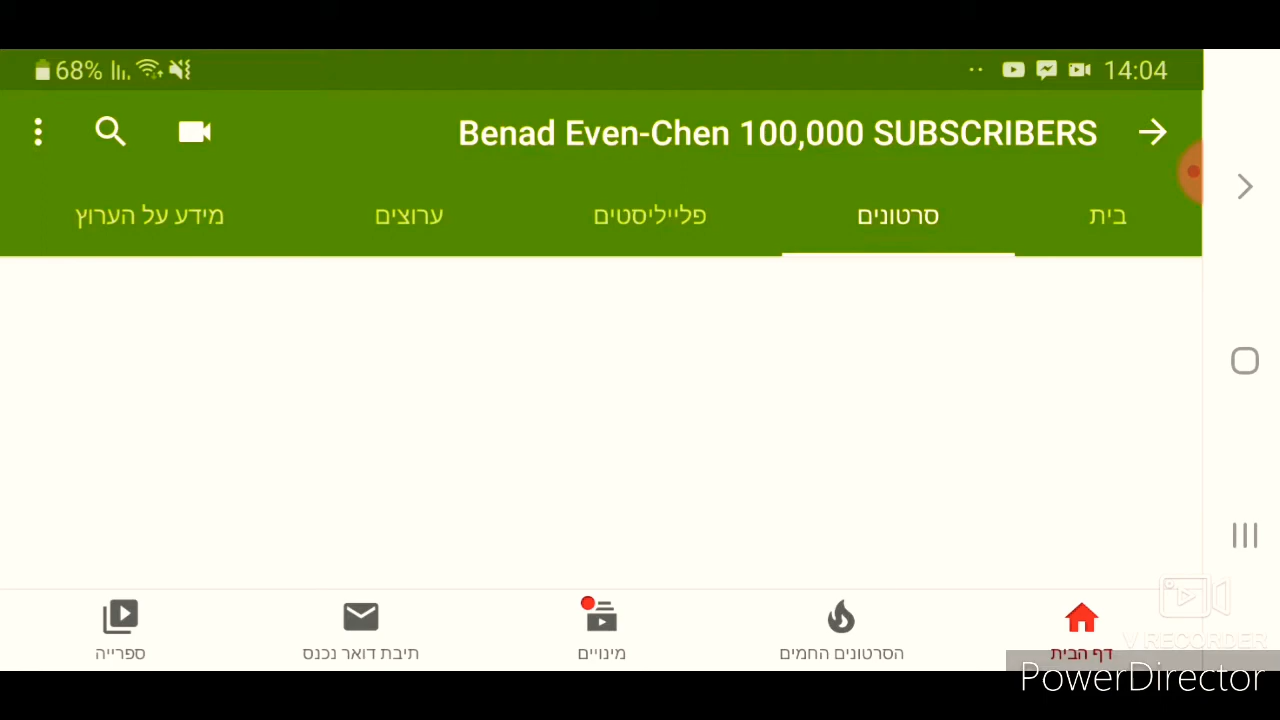 68% 14:04
Benad Even-Chen 100,000 SUBSCRIBERS
בית סרטונים פלייליסטים ערוצים מידע על הערוץ
דף הבית הסרטונים החמים מינויים תיבת דואר נכנס ספרייה
V RECORDER
PowerDirector